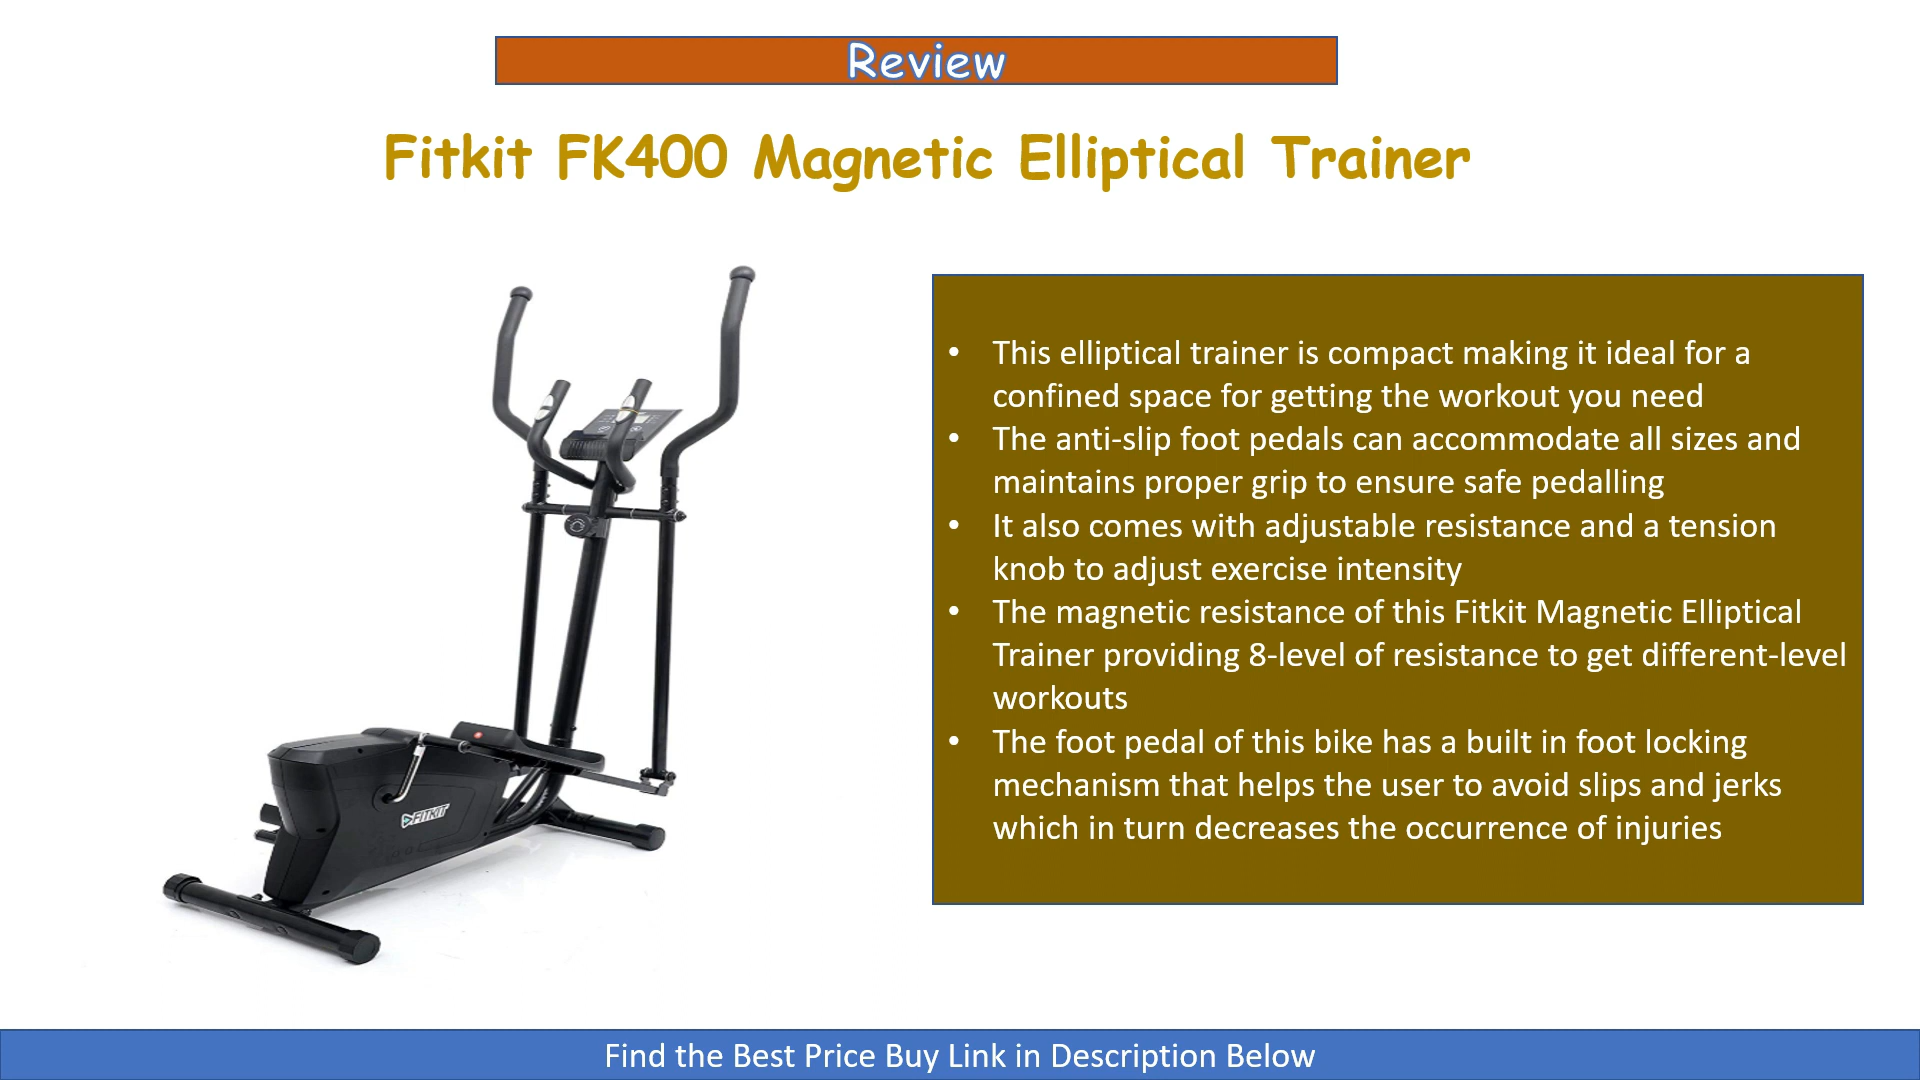 Review
Fitkit FK400 Magnetic Elliptical Trainer
• This elliptical trainer is compact making it ideal for a
confined space for getting the workout you need
• The anti-slip foot pedals can accommodate all sizes and
maintains proper grip to ensure safe pedalling
• It also comes with adjustable resistance and a tension
knob to adjust exercise intensity
• The magnetic resistance of this Fitkit Magnetic Elliptical
Trainer providing 8-level of resistance to get different-level
workouts
• The foot pedal of this bike has a built in foot locking
mechanism that helps the user to avoid slips and jerks
which in turn decreases the occurrence of injuries
FITKIT
Find the Best Price Buy Link in Description Below